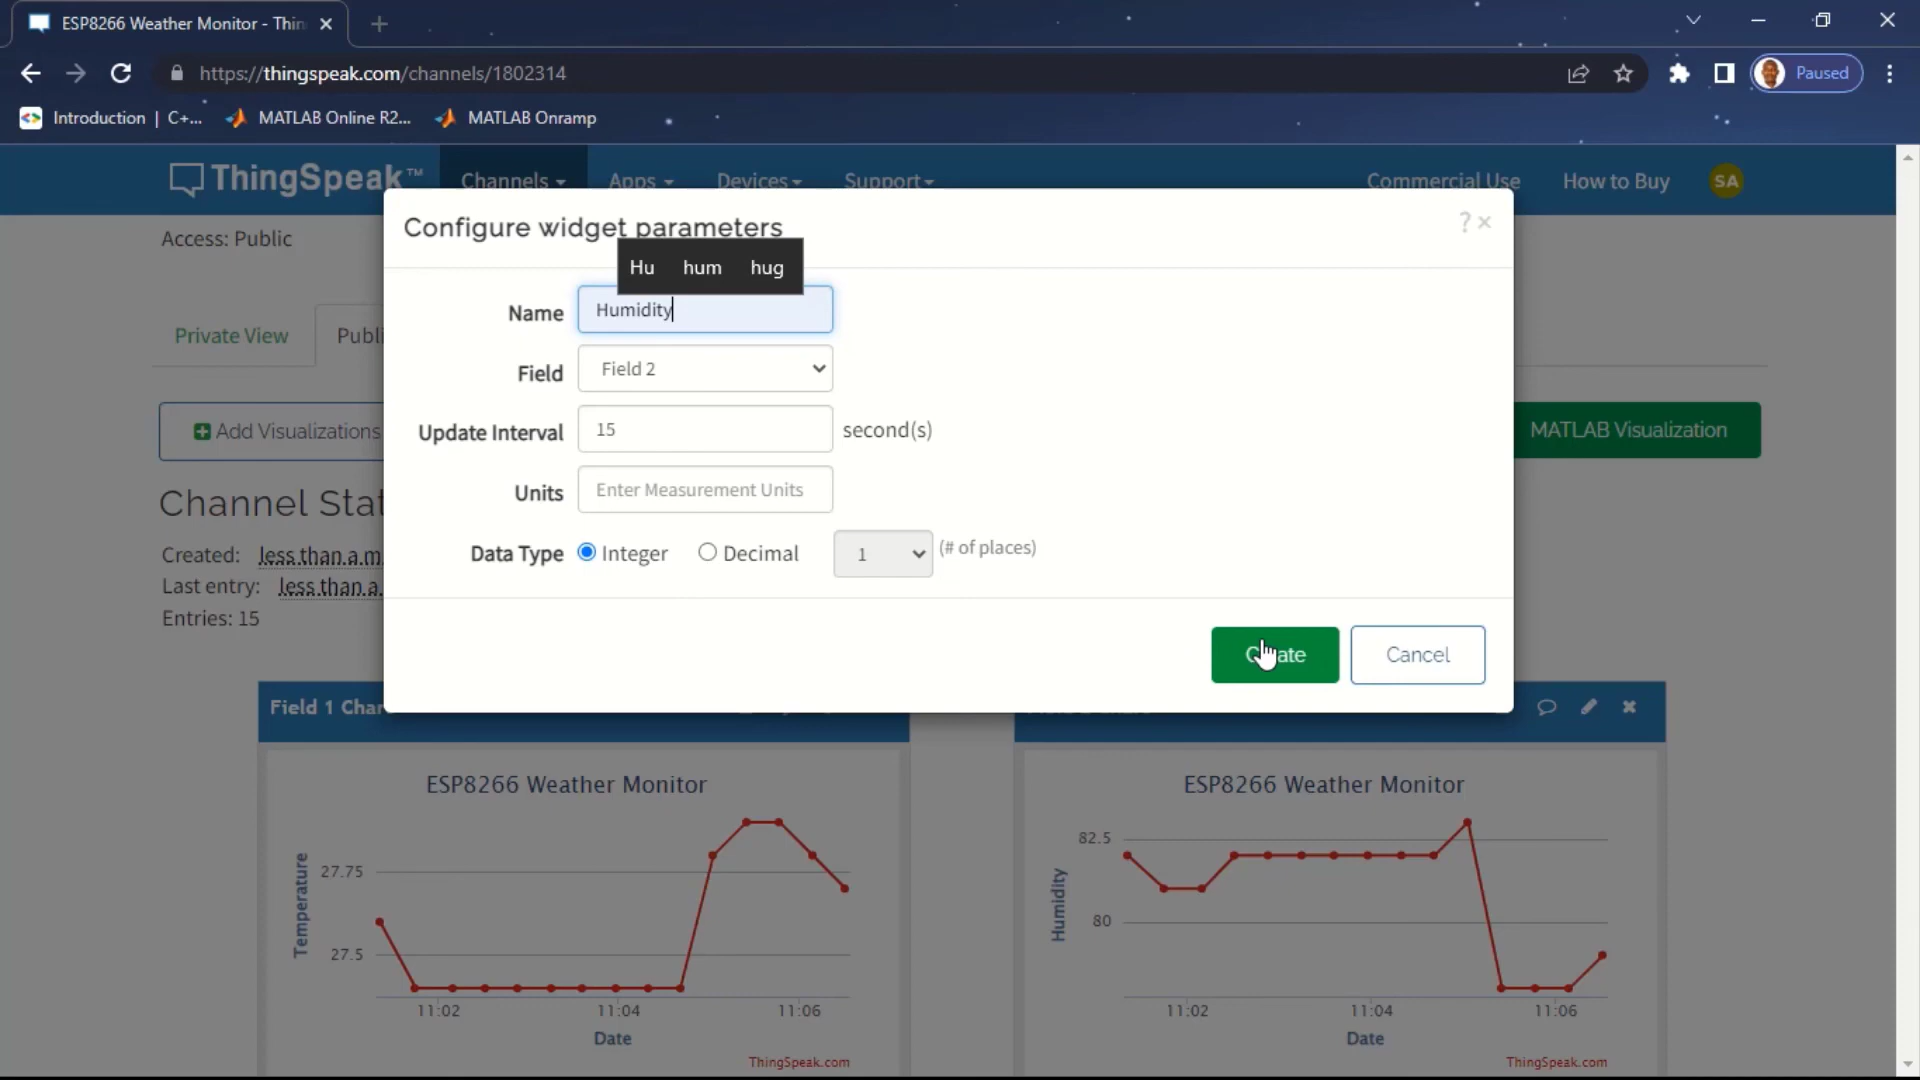 ESP8266 Weather Monitor - Thin
https://thingspeak.com/channels/1802314
Paused
Introduction | C+... MATLAB Online R2... MATLAB Onramp
ThingSpeak™ Channels Apps Devices Support Commercial Use How to Buy SA
Access: Public
Configure widget parameters
? ×
Hu hum hug
Name Humidity
Private View Publi
Field Field 2
Add Visualizations
Update Interval 15 second(s)
MATLAB Visualization
Units Enter Measurement Units
Channel Stat
Created: less than a m
Data Type Integer Decimal 1 (# of places)
Last entry: less than a
Entries: 15
Create Cancel
Field 1 Char
ESP8266 Weather Monitor
Temperature
27.75
27.5
11:02 11:04 11:06
Date
ThingSpeak.com
ESP8266 Weather Monitor
Humidity
82.5
80
11:02 11:04 11:06
Date
ThingSpeak.com